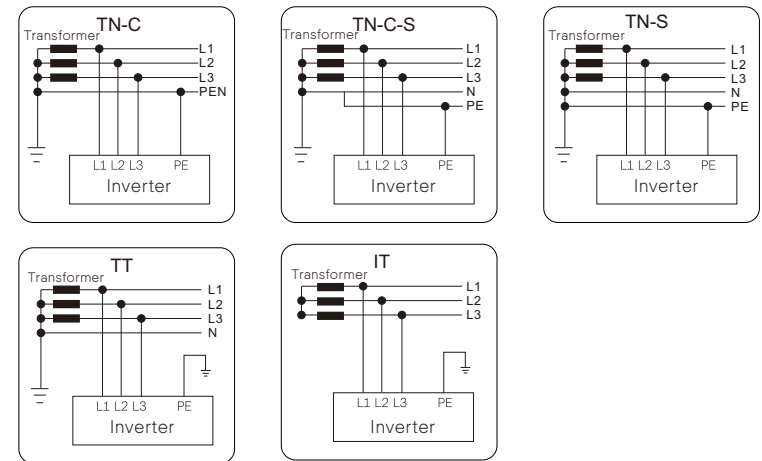 TN-C
Transformer
L1
L2
L3
PEN
L1 L2 L3 PE
Inverter
TN-C-S
Transformer
L1
L2
L3
N
PE
L1 L2 L3 PE
Inverter
TN-S
Transformer
L1
L2
L3
N
PE
L1 L2 L3 PE
Inverter
TT
Transformer
L1
L2
L3
N
L1 L2 L3 PE
Inverter
IT
Transformer
L1
L2
L3
L1 L2 L3 PE
Inverter